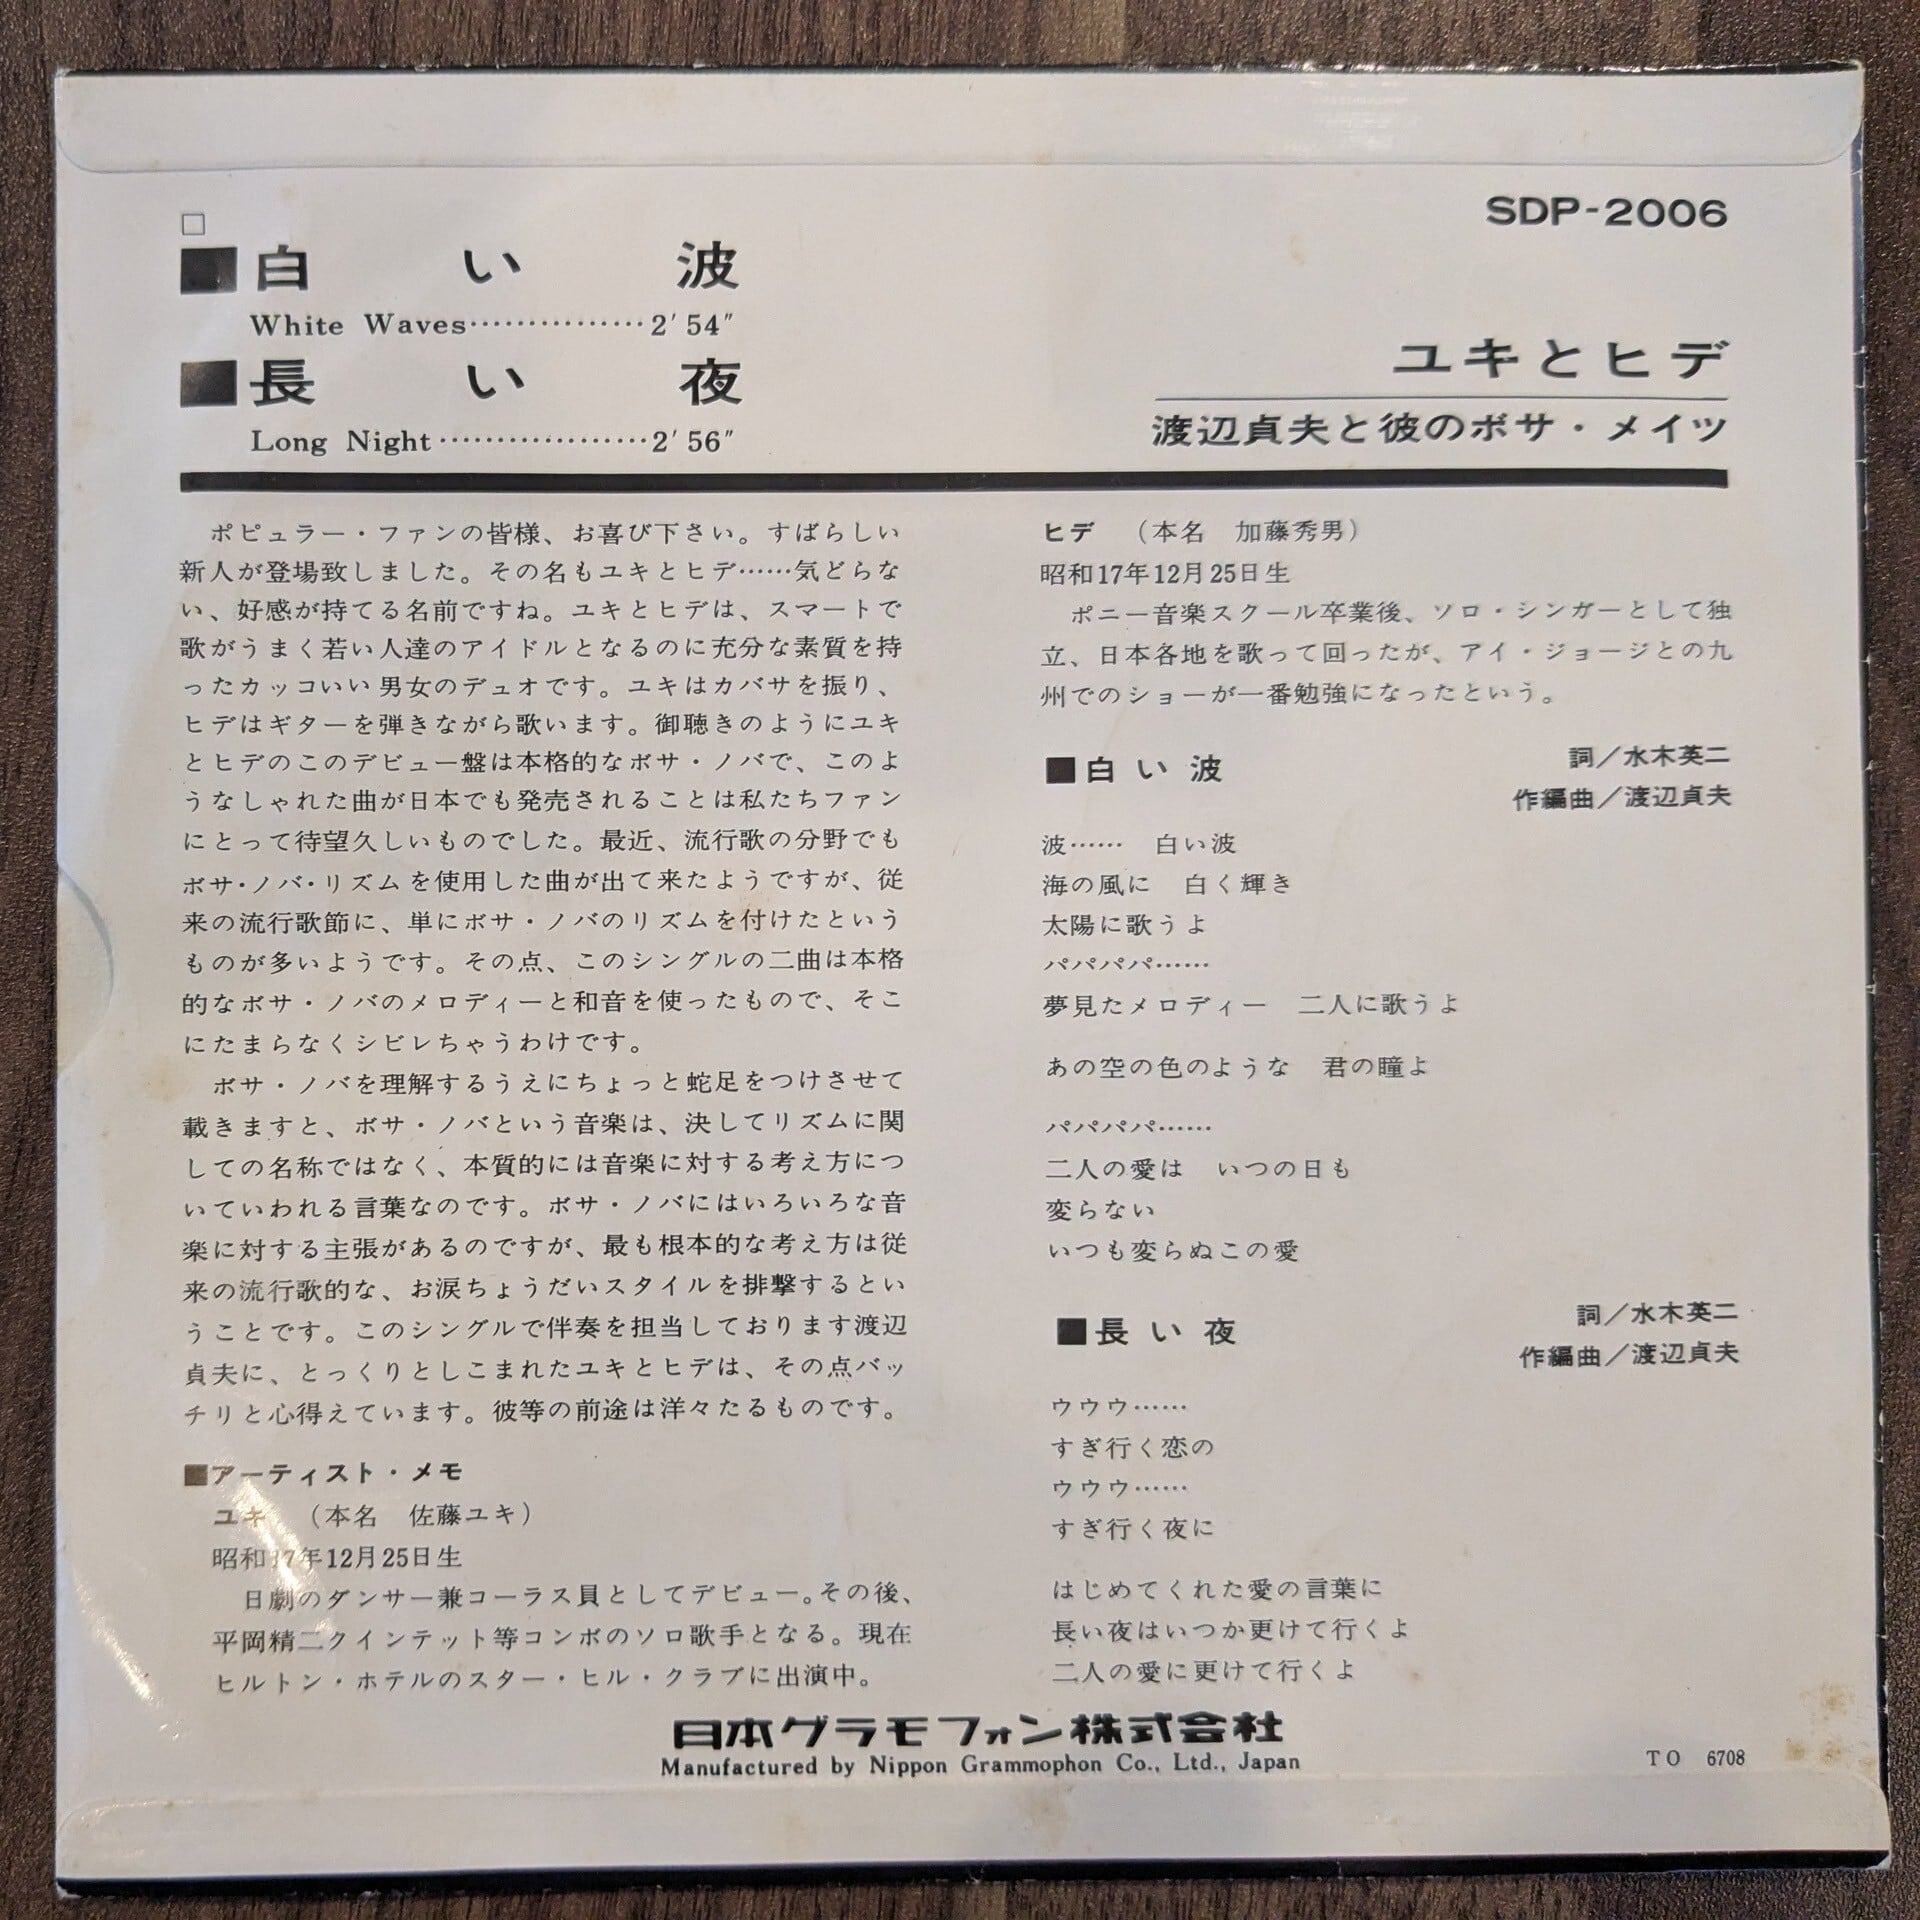 SDP-2006
■白い波
White Waves……………2′54″
■長い夜
Long Night………………2′56″
ユキとヒデ
渡辺貞夫と彼のボサ・メイツ
ポピュラー・ファンの皆様、お喜び下さい。すばらしい
新人が登場致しました。その名もユキとヒデ……気どらな
い、好感が持てる名前ですね。ユキとヒデは、スマートで
歌がうまく若い人達のアイドルとなるのに充分な素質を持
ったカッコいい男女のデュオです。ユキはカバサを振り、
ヒデはギターを弾きながら歌います。御聴きのようにユキ
とヒデのこのデビュー盤は本格的なボサ・ノバで、このよ
うなしゃれた曲が日本でも発売されることは私たちファン
にとって待望久しいものでした。最近、流行歌の分野でも
ボサ・ノバ・リズムを使用した曲が出て来たようですが、従
来の流行歌節に、単にボサ・ノバのリズムを付けたという
ものが多いようです。その点、このシングルの二曲は本格
的なボサ・ノバのメロディーと和音を使ったもので、そこ
にたまらなくシビレちゃうわけです。
ボサ・ノバを理解するうえにちょっと蛇足をつけさせて
載きますと、ボサ・ノバという音楽は、決してリズムに関
しての名称ではなく、本質的には音楽に対する考え方につ
いていわれる言葉なのです。ボサ・ノバにはいろいろな音
楽に対する主張があるのですが、最も根本的な考え方は従
来の流行歌的な、お涙ちょうだいスタイルを排撃するとい
うことです。このシングルで伴奏を担当しております渡辺
貞夫に、とっくりとしこまれたユキとヒデは、その点バッ
チリと心得えています。彼等の前途は洋々たるものです。
■アーティスト・メモ
ユキ （本名 佐藤ユキ）
昭和17年12月25日生
日劇のダンサー兼コーラス員としてデビュー。その後、
平岡精二クインテット等コンボのソロ歌手となる。現在
ヒルトン・ホテルのスター・ヒル・クラブに出演中。
ヒデ （本名 加藤秀男）
昭和17年12月25日生
ポニー音楽スクール卒業後、ソロ・シンガーとして独
立、日本各地を歌って回ったが、アイ・ジョージとの九
州でのショーが一番勉強になったという。
■白い波
詞／水木英二
作編曲／渡辺貞夫
波…… 白い波
海の風に 白く輝き
太陽に歌うよ
パパパパ……
夢見たメロディー 二人に歌うよ
あの空の色のような 君の瞳よ
パパパパ……
二人の愛は いつの日も
変らない
いつも変らぬこの愛
■長い夜
詞／水木英二
作編曲／渡辺貞夫
ウウウ……
すぎ行く恋の
ウウウ……
すぎ行く夜に
はじめてくれた愛の言葉に
長い夜はいつか更けて行くよ
二人の愛に更けて行くよ
日本グラモフォン株式会社
Manufactured by Nippon Grammophon Co., Ltd., Japan
TO 6708